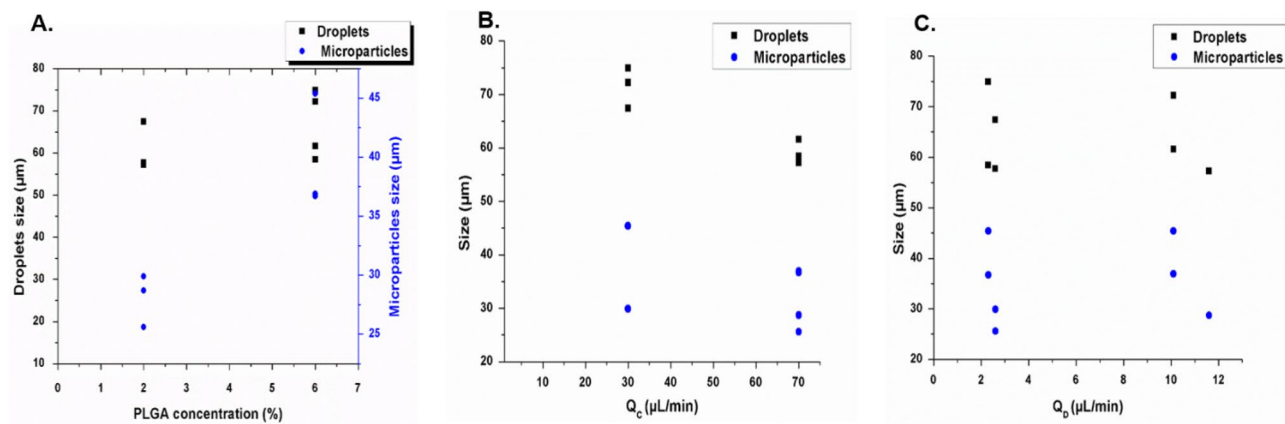 A.
Droplets
Microparticles
80
70
60
50
40
30
20
10
45
40
35
30
25
0 1 2 3 4 5 6 7
PLGA concentration (%)
Droplets size (µm)
Microparticles size (µm)
B.
Droplets
Microparticles
80
70
60
50
40
30
20
10 20 30 40 50 60 70
Size (µm)
Q_C (µL/min)
C.
Droplets
Microparticles
80
70
60
50
40
30
20
0 2 4 6 8 10 12
Size (µm)
Q_D (µL/min)